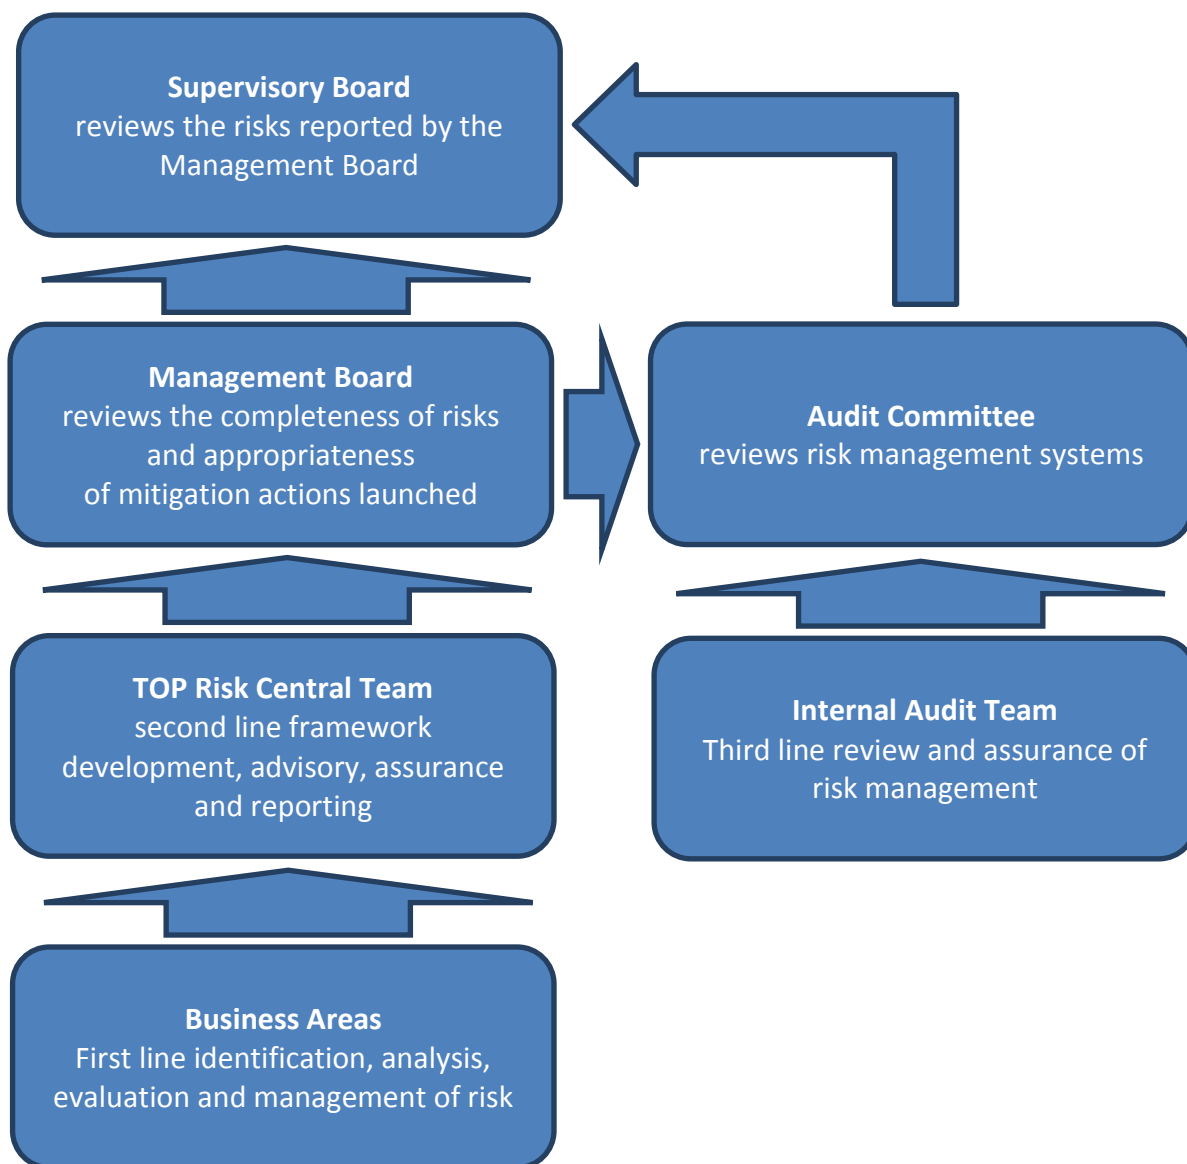 Supervisory Board
reviews the risks reported by the
Management Board
Management Board
reviews the completeness of risks
and appropriateness
of mitigation actions launched
Audit Committee
reviews risk management systems
TOP Risk Central Team
second line framework
development, advisory, assurance
and reporting
Internal Audit Team
Third line review and assurance of
risk management
Business Areas
First line identification, analysis,
evaluation and management of risk